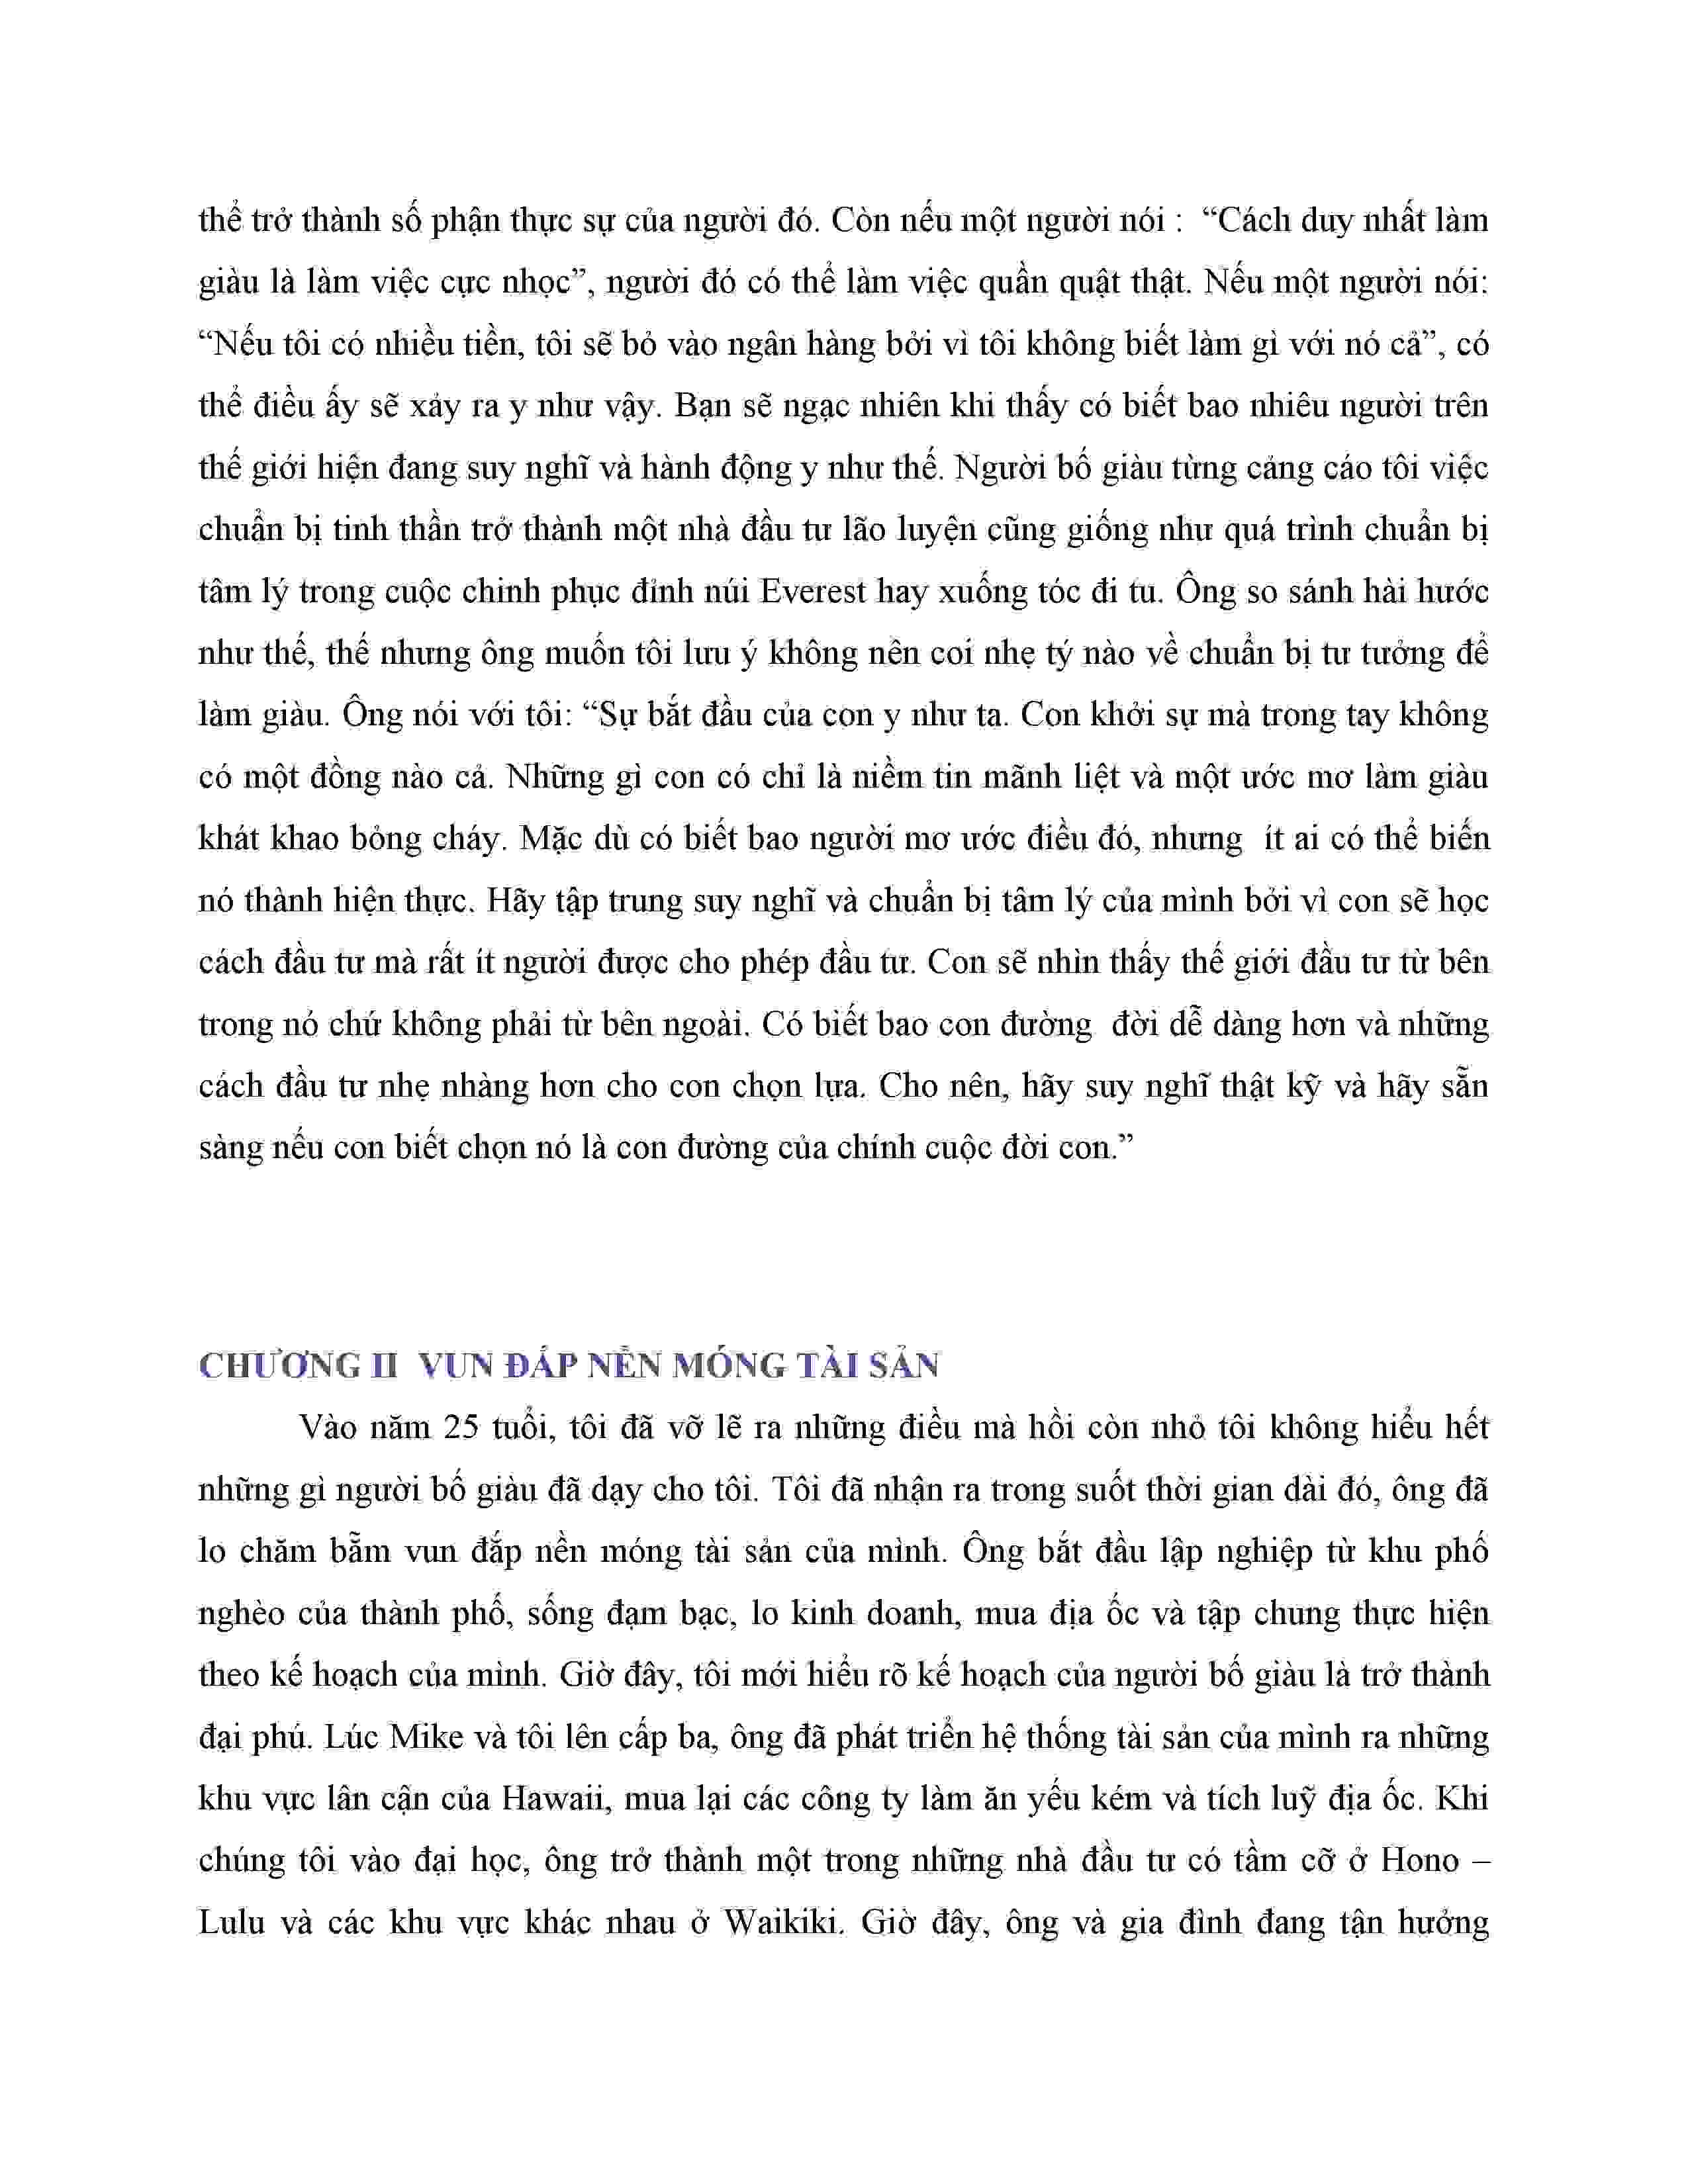 thể trở thành số phận thực sự của người đó. Còn nếu một người nói :  “Cách duy nhất làm
giàu là làm việc cực nhọc”, người đó có thể làm việc quần quật thật. Nếu một người nói:
“Nếu tôi có nhiều tiền, tôi sẽ bỏ vào ngân hàng bởi vì tôi không biết làm gì với nó cả”, có
thể điều ấy sẽ xảy ra y như vậy. Bạn sẽ ngạc nhiên khi thấy có biết bao nhiêu người trên
thế giới hiện đang suy nghĩ và hành động y như thế. Người bố giàu từng cảng cáo tôi việc
chuẩn bị tinh thần trở thành một nhà đầu tư lão luyện cũng giống như quá trình chuẩn bị
tâm lý trong cuộc chinh phục đỉnh núi Everest hay xuống tóc đi tu. Ông so sánh hài hước
như thế, thế nhưng ông muốn tôi lưu ý không nên coi nhẹ tý nào về chuẩn bị tư tưởng để
làm giàu. Ông nói với tôi: “Sự bắt đầu của con y như ta. Con khởi sự mà trong tay không
có một đồng nào cả. Những gì con có chỉ là niềm tin mãnh liệt và một ước mơ làm giàu
khát khao bỏng cháy. Mặc dù có biết bao người mơ ước điều đó, nhưng  ít ai có thể biến
nó thành hiện thực. Hãy tập trung suy nghĩ và chuẩn bị tâm lý của mình bởi vì con sẽ học
cách đầu tư mà rất ít người được cho phép đầu tư. Con sẽ nhìn thấy thế giới đầu tư từ bên
trong nó chứ không phải từ bên ngoài. Có biết bao con đường  đời dễ dàng hơn và những
cách đầu tư nhẹ nhàng hơn cho con chọn lựa. Cho nên, hãy suy nghĩ thật kỹ và hãy sẵn
sàng nếu con biết chọn nó là con đường của chính cuộc đời con.”
CHƯƠNG II  VUN ĐẮP NỀN MÓNG TÀI SẢN
Vào năm 25 tuổi, tôi đã vỡ lẽ ra những điều mà hồi còn nhỏ tôi không hiểu hết
những gì người bố giàu đã dạy cho tôi. Tôi đã nhận ra trong suốt thời gian dài đó, ông đã
lo chăm bẵm vun đắp nền móng tài sản của mình. Ông bắt đầu lập nghiệp từ khu phố
nghèo của thành phố, sống đạm bạc, lo kinh doanh, mua địa ốc và tập chung thực hiện
theo kế hoạch của mình. Giờ đây, tôi mới hiểu rõ kế hoạch của người bố giàu là trở thành
đại phú. Lúc Mike và tôi lên cấp ba, ông đã phát triển hệ thống tài sản của mình ra những
khu vực lân cận của Hawaii, mua lại các công ty làm ăn yếu kém và tích luỹ địa ốc. Khi
chúng tôi vào đại học, ông trở thành một trong những nhà đầu tư có tầm cỡ ở Hono –
Lulu và các khu vực khác nhau ở Waikiki. Giờ đây, ông và gia đình đang tận hưởng